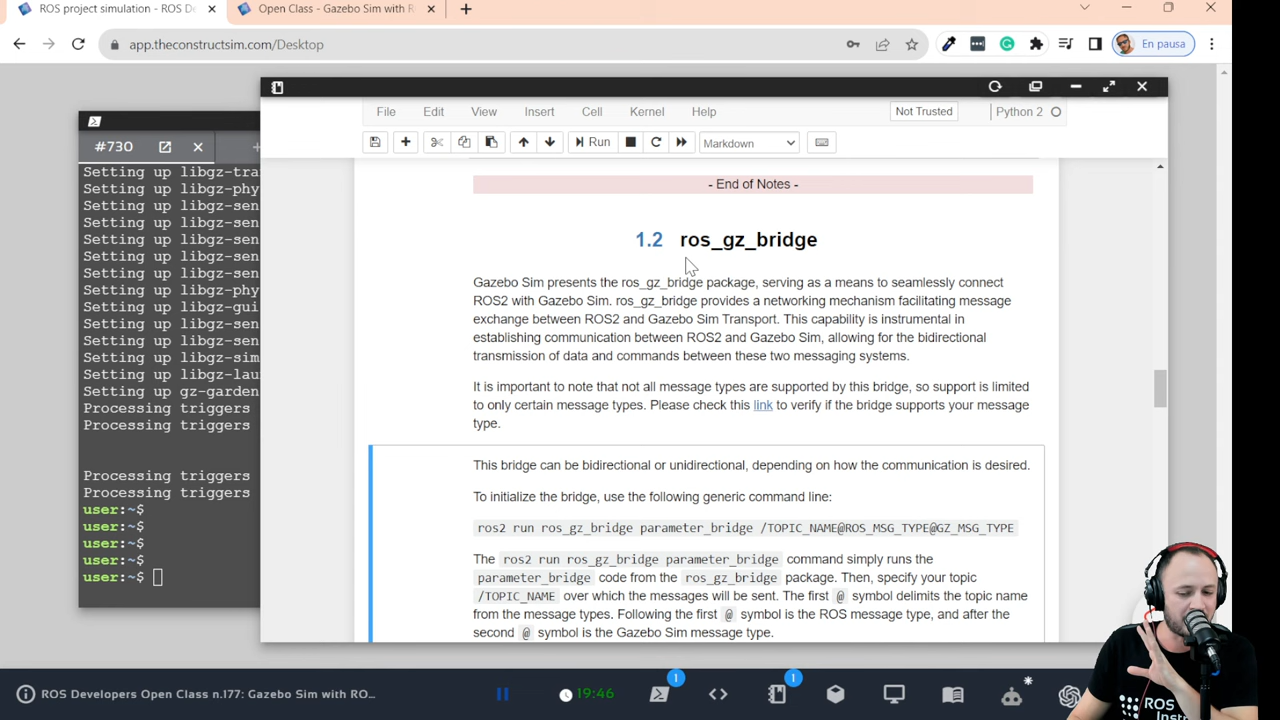 ROS project simulation - ROS De
Open Class - Gazebo Sim with R
app.theconstructsim.com/Desktop
En pausa
#730
File Edit View Insert Cell Kernel Help
Not Trusted
Python 2
Run
Markdown
Setting up libgz-tra
Setting up libgz-phy
Setting up libgz-sen
Setting up libgz-sen
Setting up libgz-sen
Setting up libgz-sen
Setting up libgz-sen
Setting up libgz-phy
Setting up libgz-gui
Setting up libgz-sen
Setting up libgz-sen
Setting up libgz-sim
Setting up libgz-lau
Setting up gz-garden
Processing triggers
Processing triggers
Processing triggers
Processing triggers
user:~$
user:~$
user:~$
user:~$
user:~$
- End of Notes -
1.2 ros_gz_bridge
Gazebo Sim presents the ros_gz_bridge package, serving as a means to seamlessly connect
ROS2 with Gazebo Sim. ros_gz_bridge provides a networking mechanism facilitating message
exchange between ROS2 and Gazebo Sim Transport. This capability is instrumental in
establishing communication between ROS2 and Gazebo Sim, allowing for the bidirectional
transmission of data and commands between these two messaging systems.
It is important to note that not all message types are supported by this bridge, so support is limited
to only certain message types. Please check this link to verify if the bridge supports your message
type.
This bridge can be bidirectional or unidirectional, depending on how the communication is desired.
To initialize the bridge, use the following generic command line:
ros2 run ros_gz_bridge parameter_bridge /TOPIC_NAME@ROS_MSG_TYPE@GZ_MSG_TYPE
The ros2 run ros_gz_bridge parameter_bridge command simply runs the
parameter_bridge code from the ros_gz_bridge package. Then, specify your topic
/TOPIC_NAME over which the messages will be sent. The first @ symbol delimits the topic name
from the message types. Following the first @ symbol is the ROS message type, and after the
second @ symbol is the Gazebo Sim message type.
ROS Developers Open Class n.177: Gazebo Sim with RO...
19:46
1
1
ROS